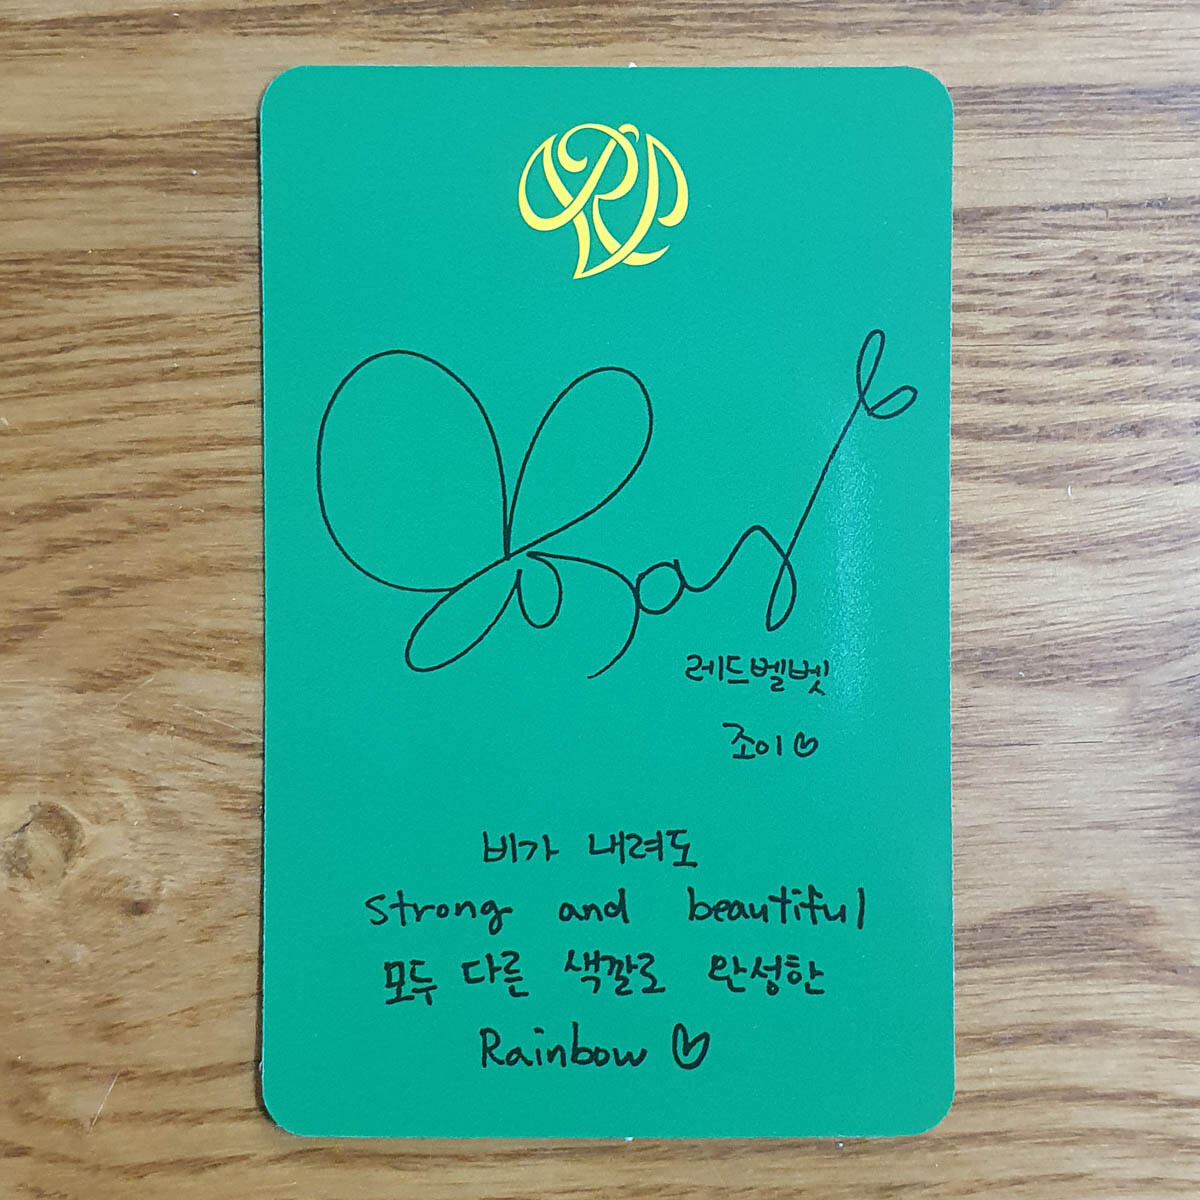 레드벨벳
조이♡
비가 내려도
strong and beautiful
모두 다른 색깔로 완성한
Rainbow ♡